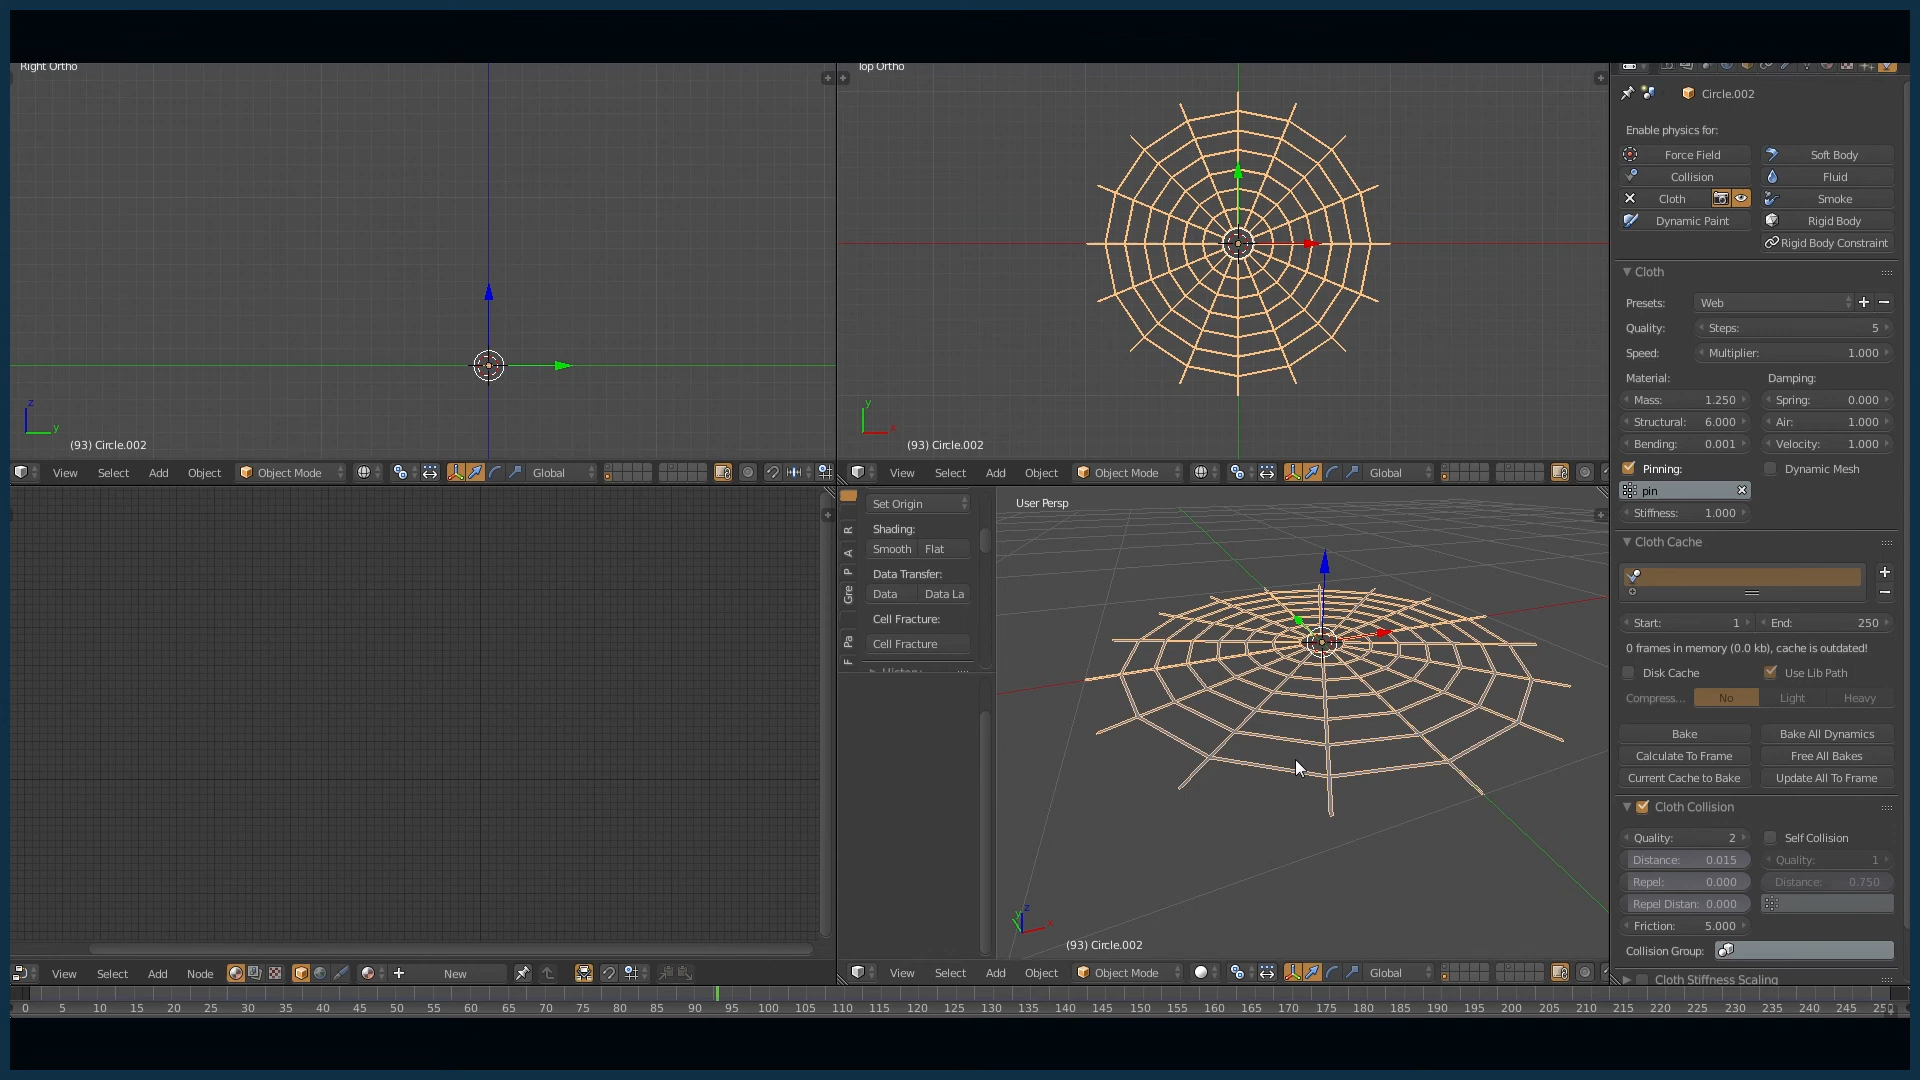 Right Ortho
Top Ortho
(93) Circle.002
(93) Circle.002
View Select Add Object Object Mode Global
View Select Add Object Object Mode Global
Set Origin
Shading:
Smooth Flat
Data Transfer:
Data Data La
Cell Fracture:
Cell Fracture
History
R
A
P
Gre
Pa
F
User Persp
(93) Circle.002
View Select Add Node New
View Select Add Object Object Mode Global
Circle.002
Enable physics for:
Force Field Soft Body
Collision Fluid
Cloth Smoke
Dynamic Paint Rigid Body
Rigid Body Constraint
Cloth
Presets: Web
Quality: Steps: 5
Speed: Multiplier: 1.000
Material: Damping:
Mass: 1.250 Spring: 0.000
Structural: 6.000 Air: 1.000
Bending: 0.001 Velocity: 1.000
Pinning: Dynamic Mesh
pin
Stiffness: 1.000
Cloth Cache
Start: 1 End: 250
0 frames in memory (0.0 kb), cache is outdated!
Disk Cache Use Lib Path
Compress... No Light Heavy
Bake Bake All Dynamics
Calculate To Frame Free All Bakes
Current Cache to Bake Update All To Frame
Cloth Collision
Quality: 2 Self Collision
Distance: 0.015 Quality: 1
Repel: 0.000 Distance: 0.750
Repel Distan: 0.000
Friction: 5.000
Collision Group:
Cloth Stiffness Scaling
0 5 10 15 20 25 30 35 40 45 50 55 60 65 70 75 80 85 90 95 100 105 110 115 120 125 130 135 140 145 150 155 160 165 170 175 180 185 190 195 200 205 210 215 220 225 230 235 240 245 250
z
y
y
x
z
y
x